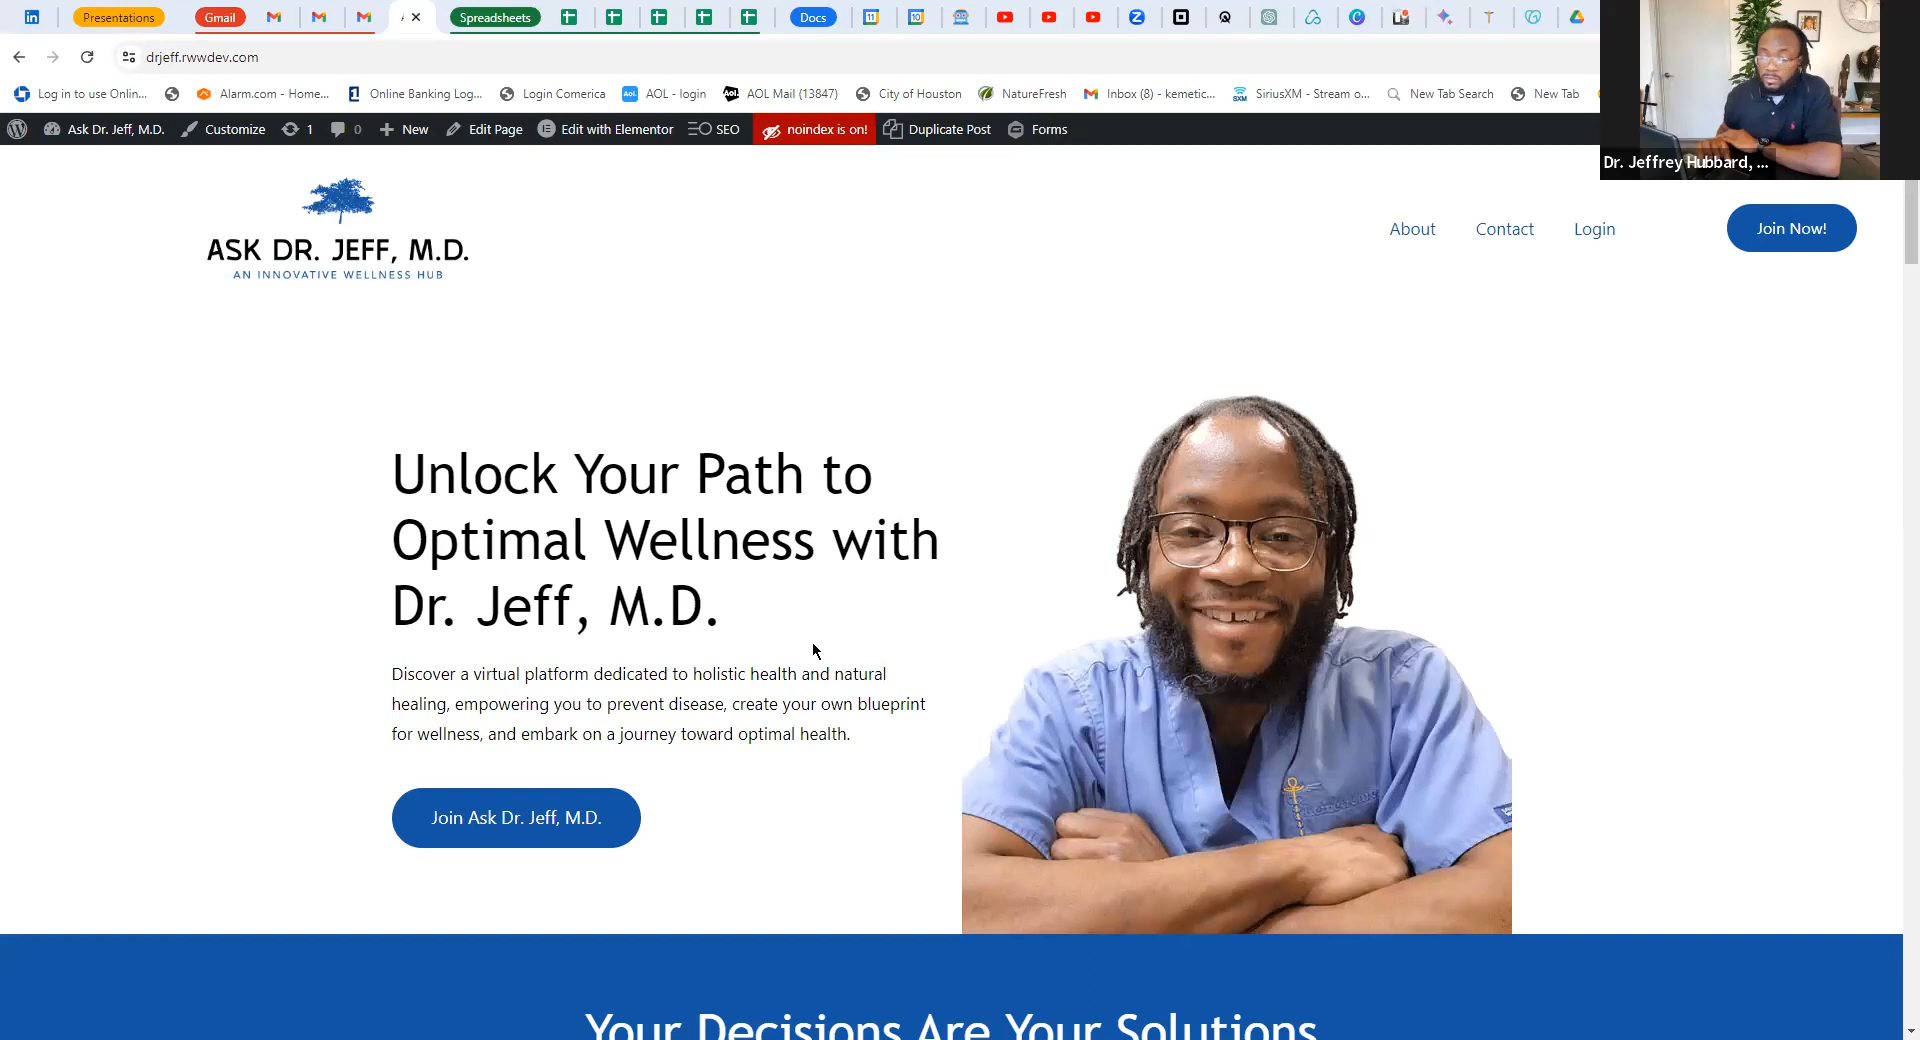 Presentations
Gmail
Spreadsheets
Docs
drjeff.rwwdev.com
Log in to use Onlin...
Alarm.com - Home...
Online Banking Log...
Login Comerica
AOL - login
AOL Mail (13847)
City of Houston
NatureFresh
Inbox (8) - kemetic...
SiriusXM - Stream o...
New Tab Search
New Tab
Ask Dr. Jeff, M.D.
Customize
1
0
New
Edit Page
Edit with Elementor
SEO
noindex is on!
Duplicate Post
Forms
Dr. Jeffrey Hubbard, ...
ASK DR. JEFF, M.D.
AN INNOVATIVE WELLNESS HUB
About
Contact
Login
Join Now!
Unlock Your Path to
Optimal Wellness with
Dr. Jeff, M.D.
Discover a virtual platform dedicated to holistic health and natural
healing, empowering you to prevent disease, create your own blueprint
for wellness, and embark on a journey toward optimal health.
Join Ask Dr. Jeff, M.D.
Your Decisions Are Your Solutions